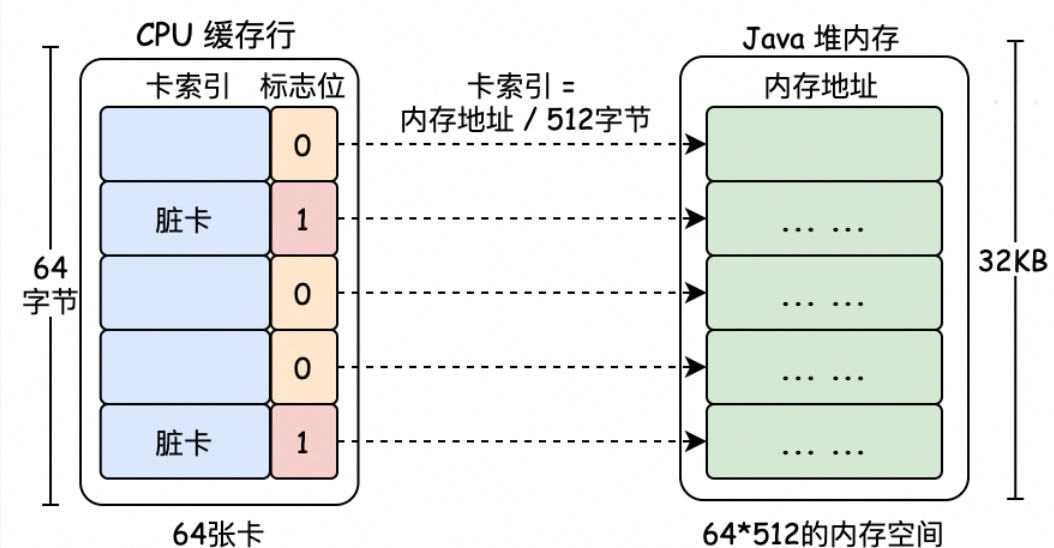 CPU 缓存行
Java 堆内存
卡索引 标志位
卡索引 =
内存地址 / 512字节
内存地址
0
脏卡 1
... ...
0
... ...
0
... ...
脏卡 1
... ...
64
字节
32KB
64张卡
64*512的内存空间